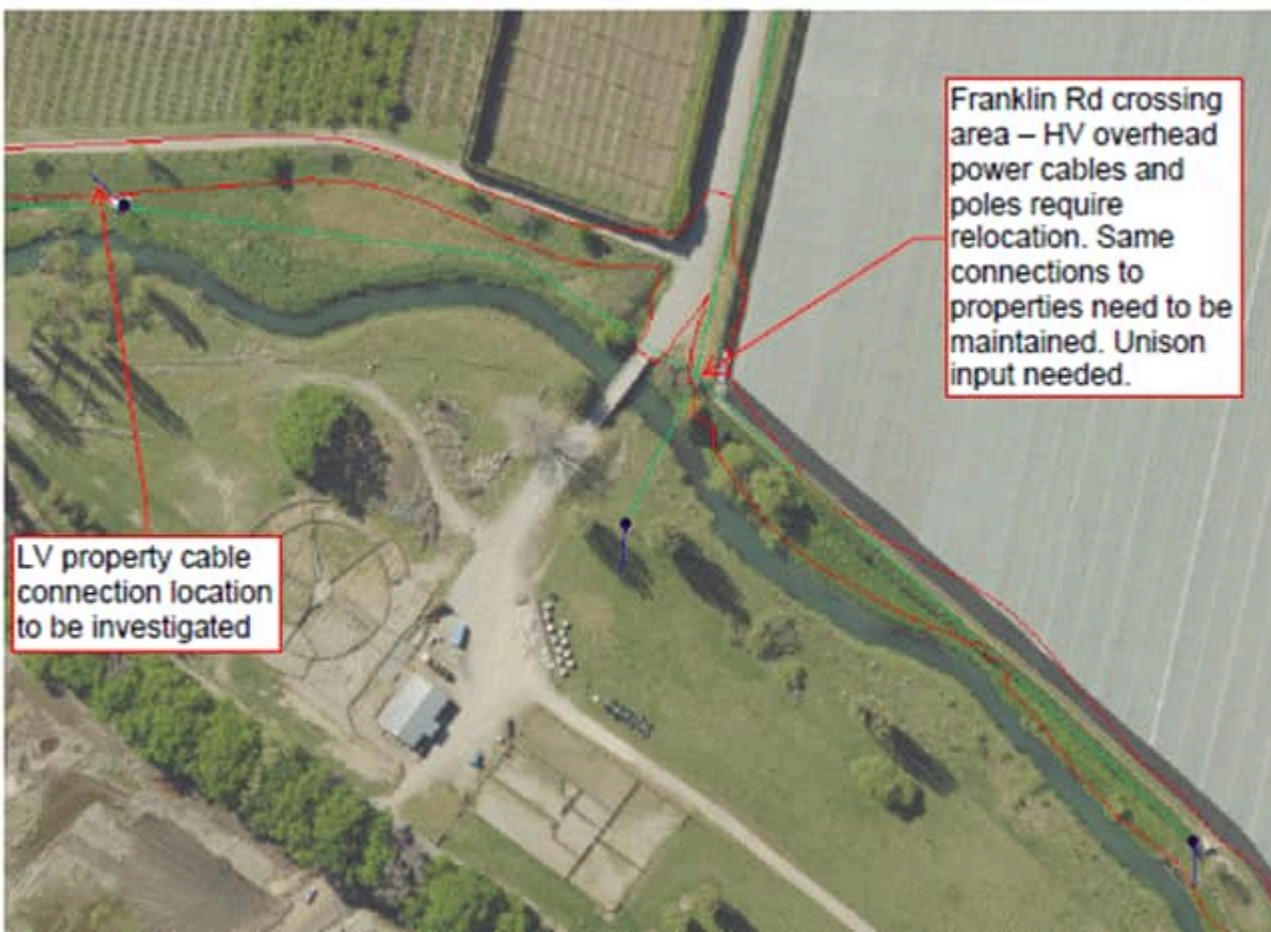 Franklin Rd crossing
area – HV overhead
power cables and
poles require
relocation. Same
connections to
properties need to be
maintained. Unison
input needed.
LV property cable
connection location
to be investigated